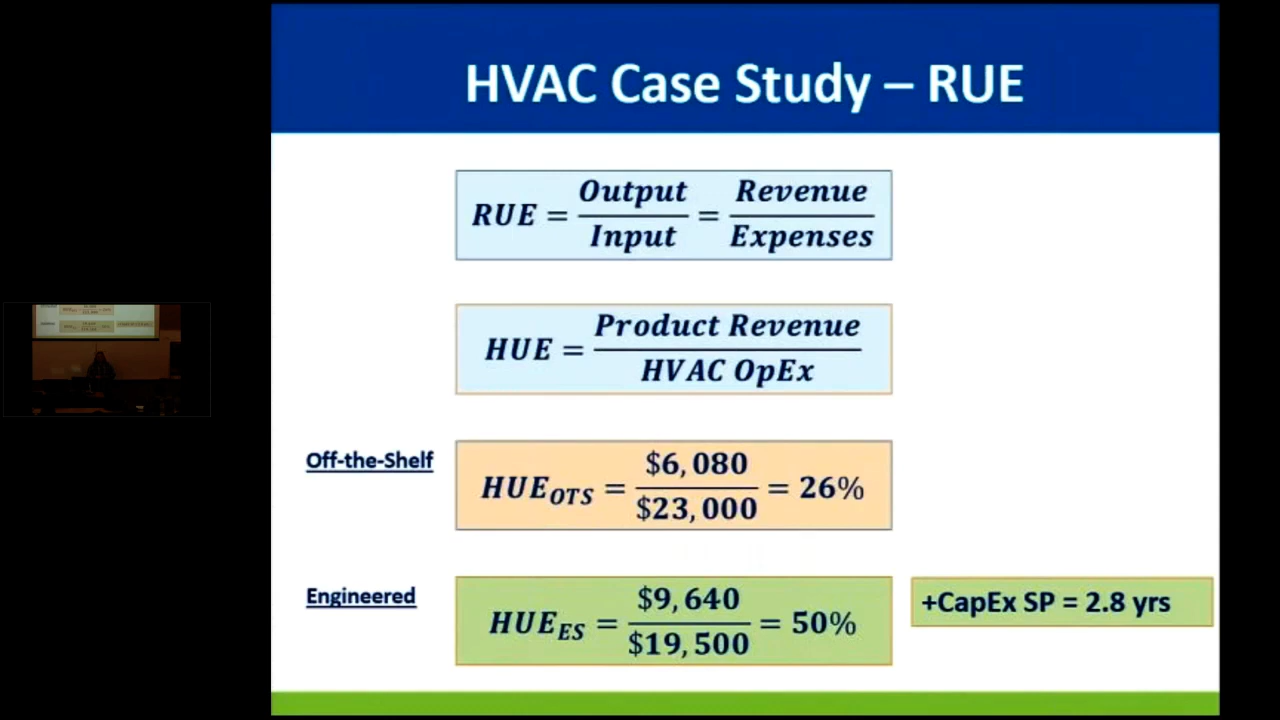 HVAC Case Study – RUE
RUE = Output / Input = Revenue / Expenses
HUE = Product Revenue / HVAC OpEx
Off-the-Shelf
HUE_OTS = $6,080 / $23,000 = 26%
Engineered
HUE_ES = $9,640 / $19,500 = 50%
+CapEx SP = 2.8 yrs